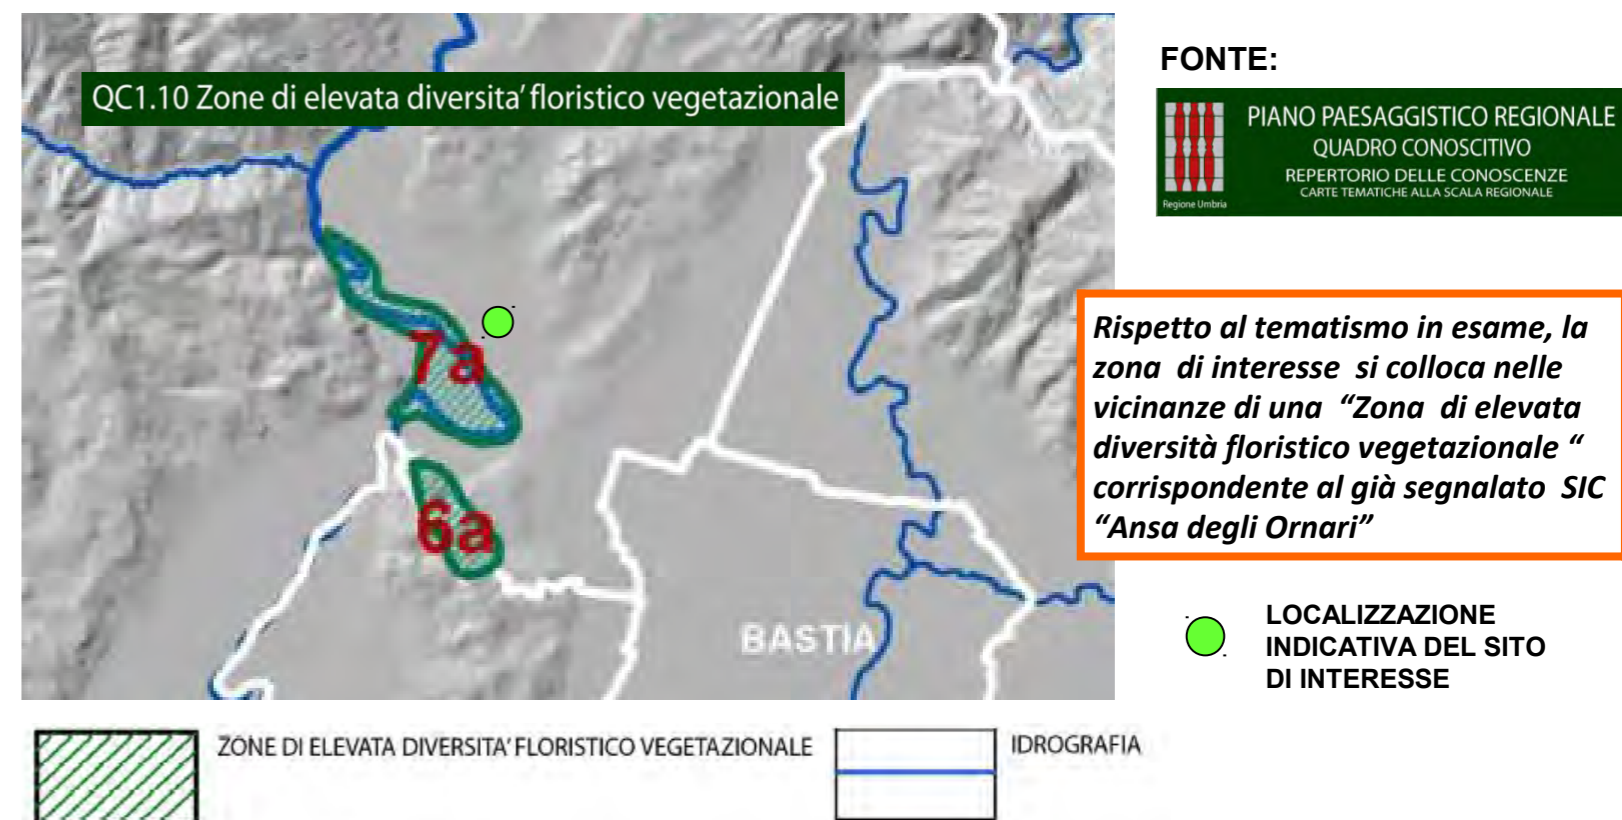 QC1.10 Zone di elevata diversita' floristico vegetazionale
7a
6a
BASTIA
FONTE:
PIANO PAESAGGISTICO REGIONALE
QUADRO CONOSCITIVO
REPERTORIO DELLE CONOSCENZE
CARTE TEMATICHE ALLA SCALA REGIONALE
Regione Umbria
Rispetto al tematismo in esame, la
zona di interesse si colloca nelle
vicinanze di una “Zona di elevata
diversità floristico vegetazionale “
corrispondente al già segnalato SIC
“Ansa degli Ornari”
LOCALIZZAZIONE
INDICATIVA DEL SITO
DI INTERESSE
ZONE DI ELEVATA DIVERSITA' FLORISTICO VEGETAZIONALE
IDROGRAFIA